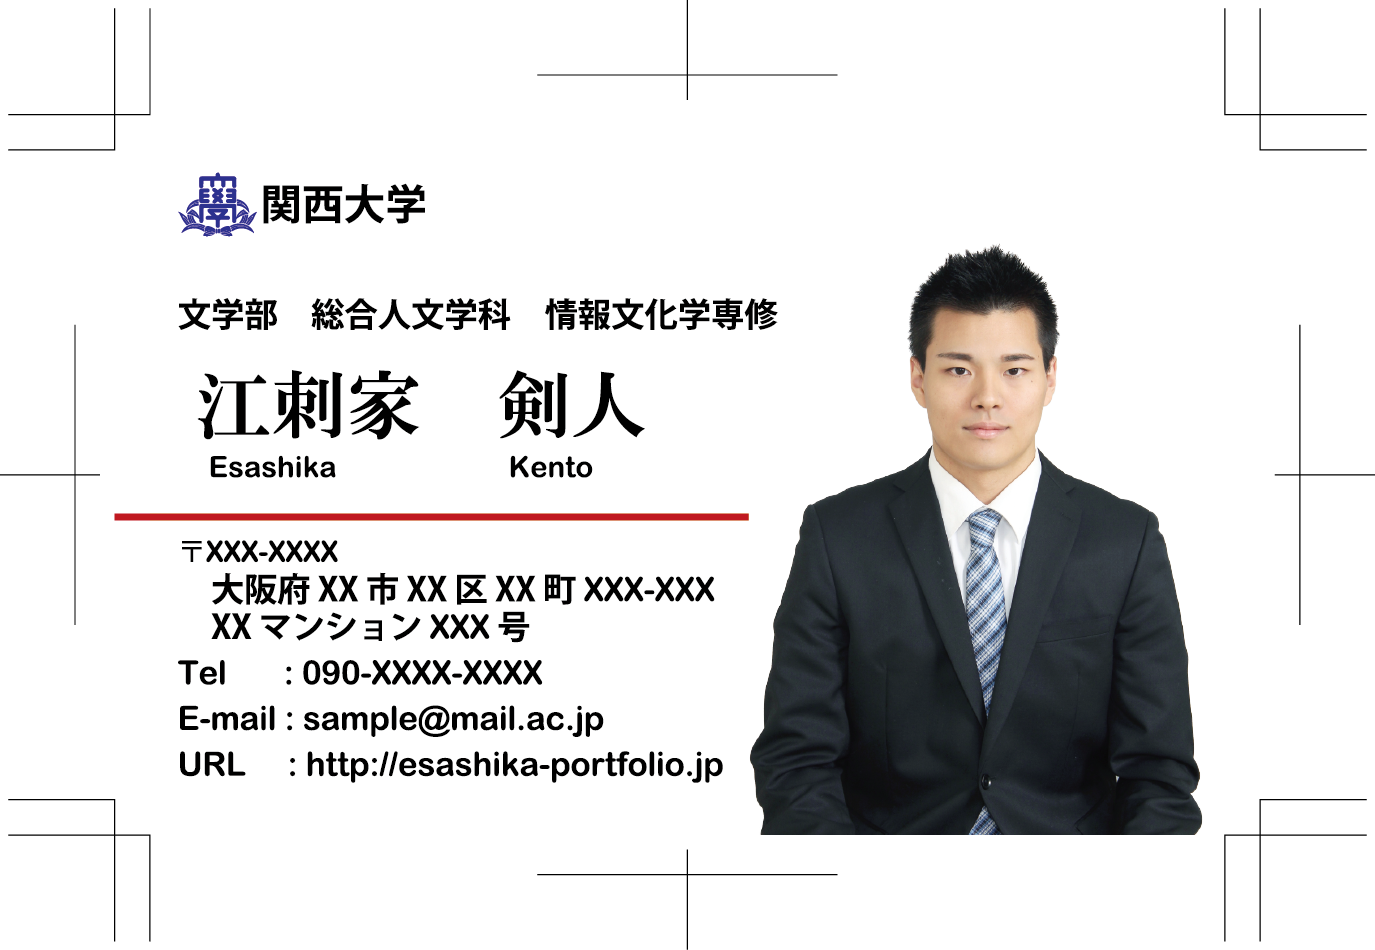 関西大学
文学部　総合人文学科　情報文化学専修
江刺家　剣人
Esashika Kento
〒XXX-XXXX
大阪府 XX 市 XX 区 XX 町 XXX-XXX
XX マンション XXX 号
Tel : 090-XXXX-XXXX
E-mail : sample@mail.ac.jp
URL : http://esashika-portfolio.jp